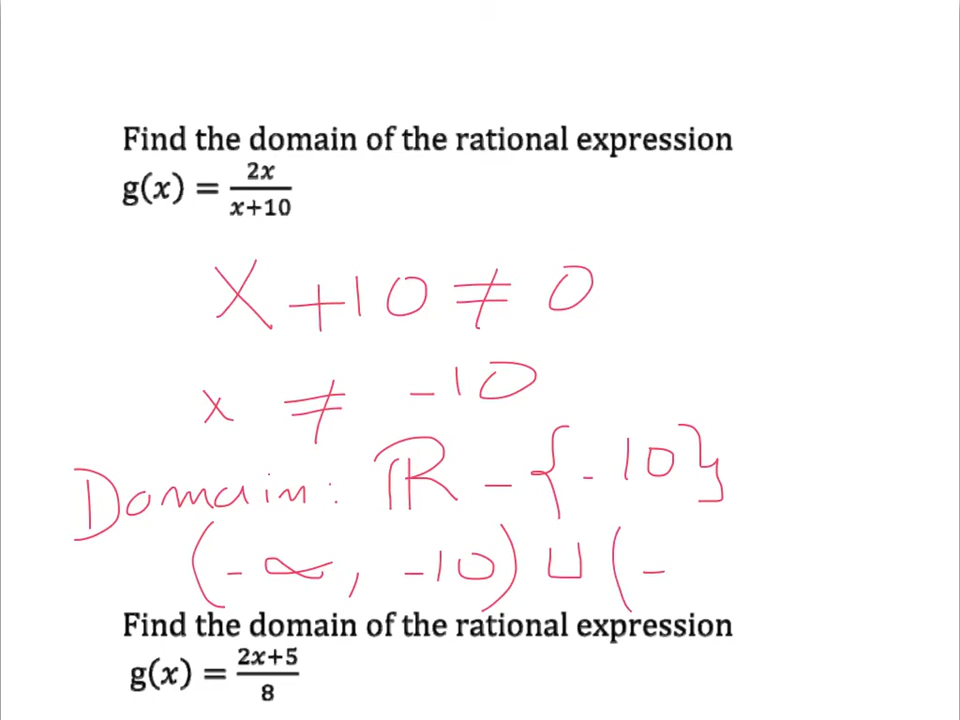 Find the domain of the rational expression
g(x) = 2x/x+10
X + 10 ≠ 0
x ≠ -10
Domain: ℝ - {-10}
(-∞, -10) ∪ (-
Find the domain of the rational expression
g(x) = 2x+5/8